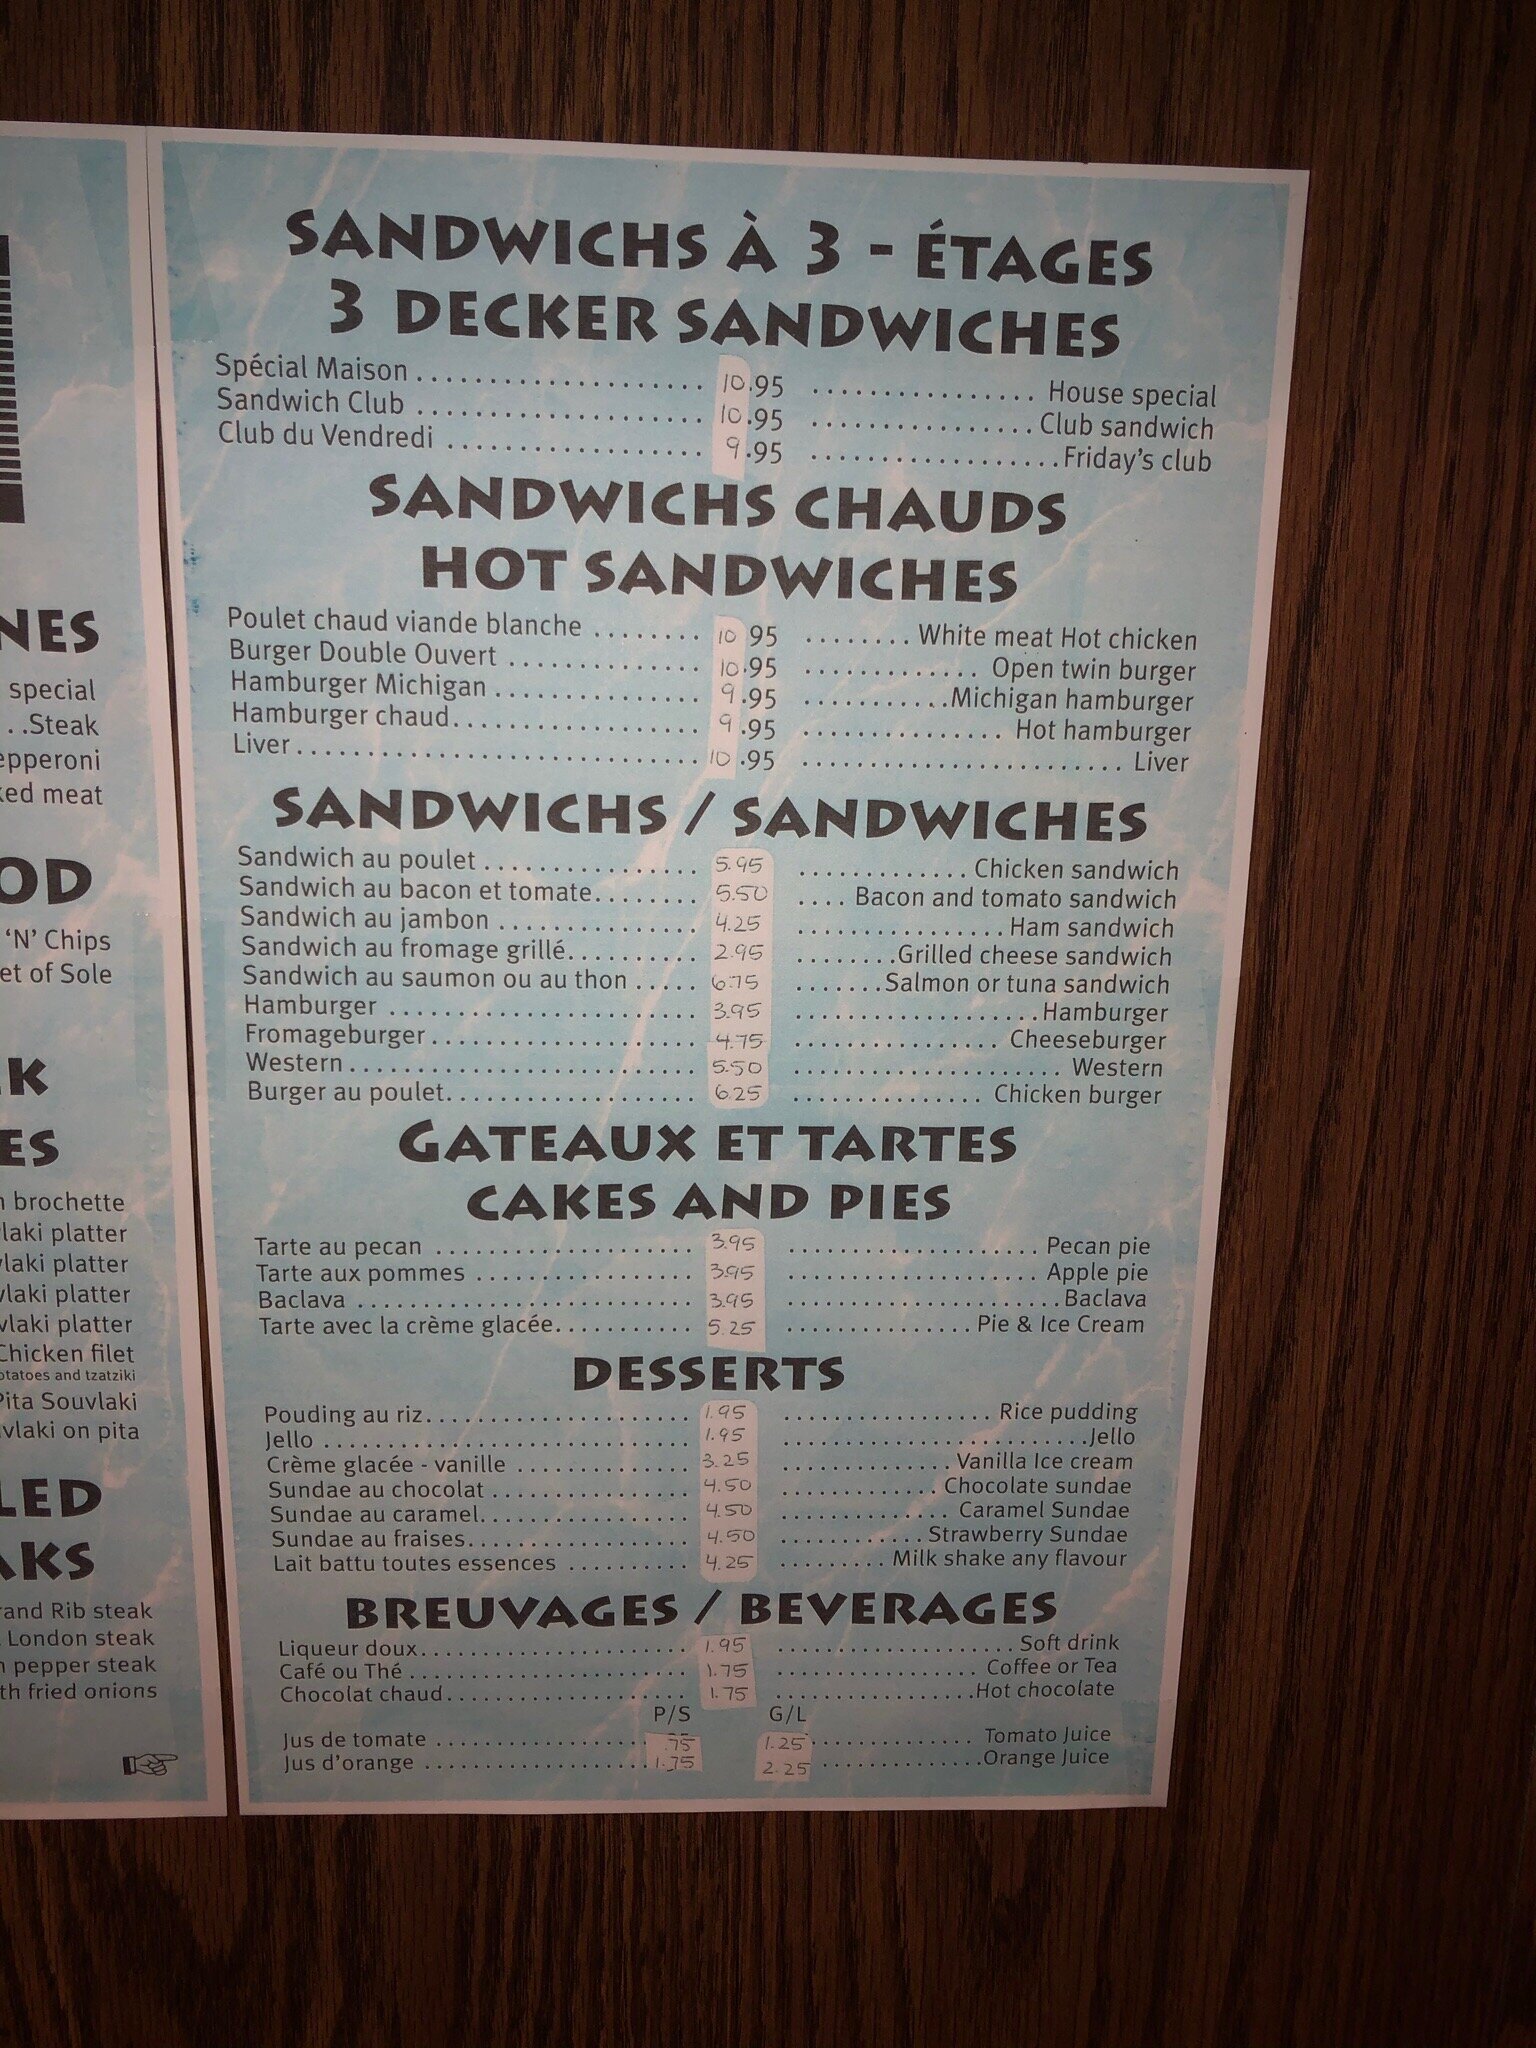 NES
special
. .Steak
epperoni
ked meat
OD
'N' Chips
et of Sole
K
ES
brochette
laki platter
vlaki platter
vlaki platter
vlaki platter
Chicken filet
otatoes and tzatziki
Pita Souvlaki
vlaki on pita
LED
AKS
rand Rib steak
London steak
pepper steak
th fried onions
SANDWICHS À 3 - ÉTAGES
3 DECKER SANDWICHES
Spécial Maison 10.95 House special
Sandwich Club 10.95 Club sandwich
Club du Vendredi 9.95 Friday's club
SANDWICHS CHAUDS
HOT SANDWICHES
Poulet chaud viande blanche 10 95 White meat Hot chicken
Burger Double Ouvert 10.95 Open twin burger
Hamburger Michigan 9.95 Michigan hamburger
Hamburger chaud 9.95 Hot hamburger
Liver 10.95 Liver
SANDWICHS / SANDWICHES
Sandwich au poulet 5.95 Chicken sandwich
Sandwich au bacon et tomate 5.50 Bacon and tomato sandwich
Sandwich au jambon 4.25 Ham sandwich
Sandwich au fromage grillé 2.95 Grilled cheese sandwich
Sandwich au saumon ou au thon 6.75 Salmon or tuna sandwich
Hamburger 3.95 Hamburger
Fromageburger 4.75 Cheeseburger
Western 5.50 Western
Burger au poulet 6.25 Chicken burger
GATEAUX ET TARTES
CAKES AND PIES
Tarte au pecan 3.95 Pecan pie
Tarte aux pommes 3.95 Apple pie
Baclava 3.95 Baclava
Tarte avec la crème glacée 5.25 Pie & Ice Cream
DESSERTS
Pouding au riz 1.95 Rice pudding
Jello 1.95 Jello
Crème glacée - vanille 3.25 Vanilla Ice cream
Sundae au chocolat 4.50 Chocolate sundae
Sundae au caramel 4.50 Caramel Sundae
Sundae au fraises 4.50 Strawberry Sundae
Lait battu toutes essences 4.25 Milk shake any flavour
BREUVAGES / BEVERAGES
Liqueur doux 1.95 Soft drink
Café ou Thé 1.75 Coffee or Tea
Chocolat chaud 1.75 Hot chocolate
P/S G/L
Jus de tomate .75 1.25 Tomato Juice
Jus d'orange 1.75 2.25 Orange Juice